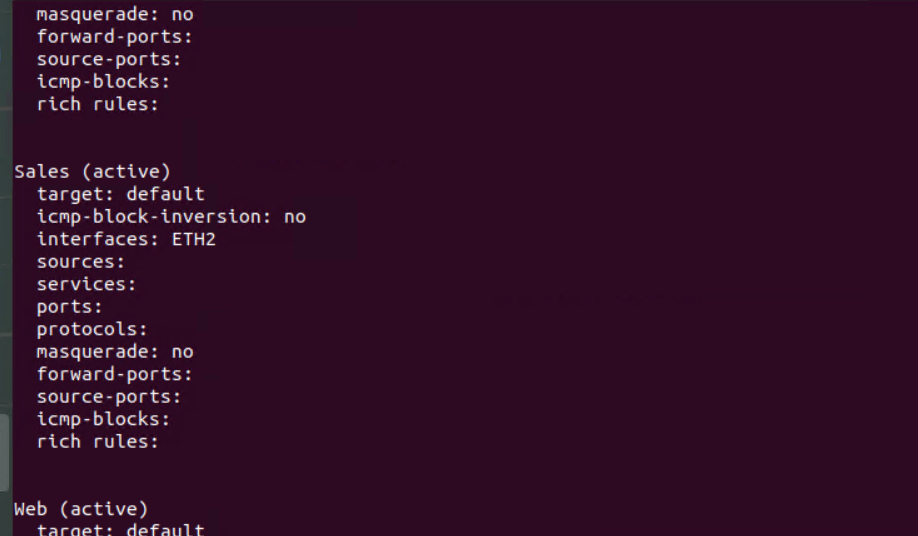 masquerade: no
forward-ports:
source-ports:
icmp-blocks:
rich rules:
Sales (active)
target: default
icmp-block-inversion: no
interfaces: ETH2
sources:
services:
ports:
protocols:
masquerade: no
forward-ports:
source-ports:
icmp-blocks:
rich rules:
Web (active)
target: default